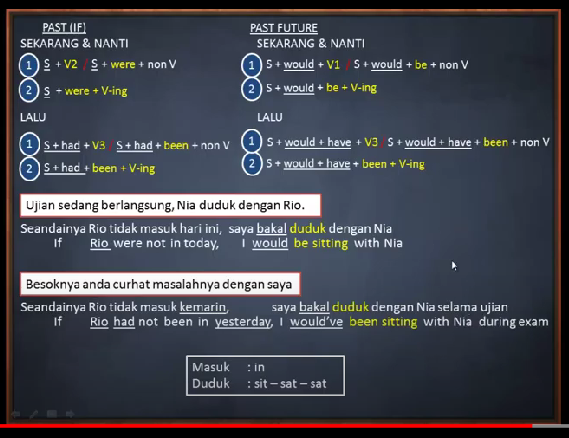 PAST (IF)
SEKARANG & NANTI
1 S + V2 / S + were + non V
2 S + were + V-ing
LALU
1 S + had + V3 / S + had + been + non V
2 S + had + been + V-ing
PAST FUTURE
SEKARANG & NANTI
1 S + would + V1 / S + would + be + non V
2 S + would + be + V-ing
LALU
1 S + would + have + V3 / S + would + have + been + non V
2 S + would + have + been + V-ing
Ujian sedang berlangsung, Nia duduk dengan Rio.
Seandainya Rio tidak masuk hari ini, saya bakal duduk dengan Nia
If Rio were not in today, I would be sitting with Nia
Besoknya anda curhat masalahnya dengan saya
Seandainya Rio tidak masuk kemarin, saya bakal duduk dengan Nia selama ujian
If Rio had not been in yesterday, I would've been sitting with Nia during exam
Masuk : in
Duduk : sit – sat – sat